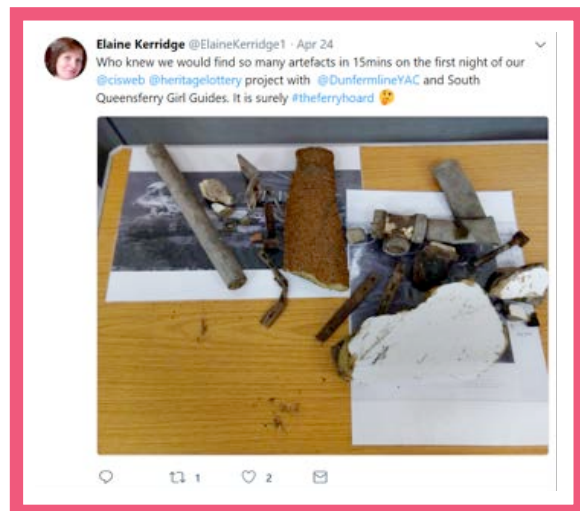 Elaine Kerridge @ElaineKerridge1 · Apr 24
Who knew we would find so many artefacts in 15mins on the first night of our
@cisweb @heritagelottery project with @DunfermlineYAC and South
Queensferry Girl Guides. It is surely #theferryhoard 🤔
1 2